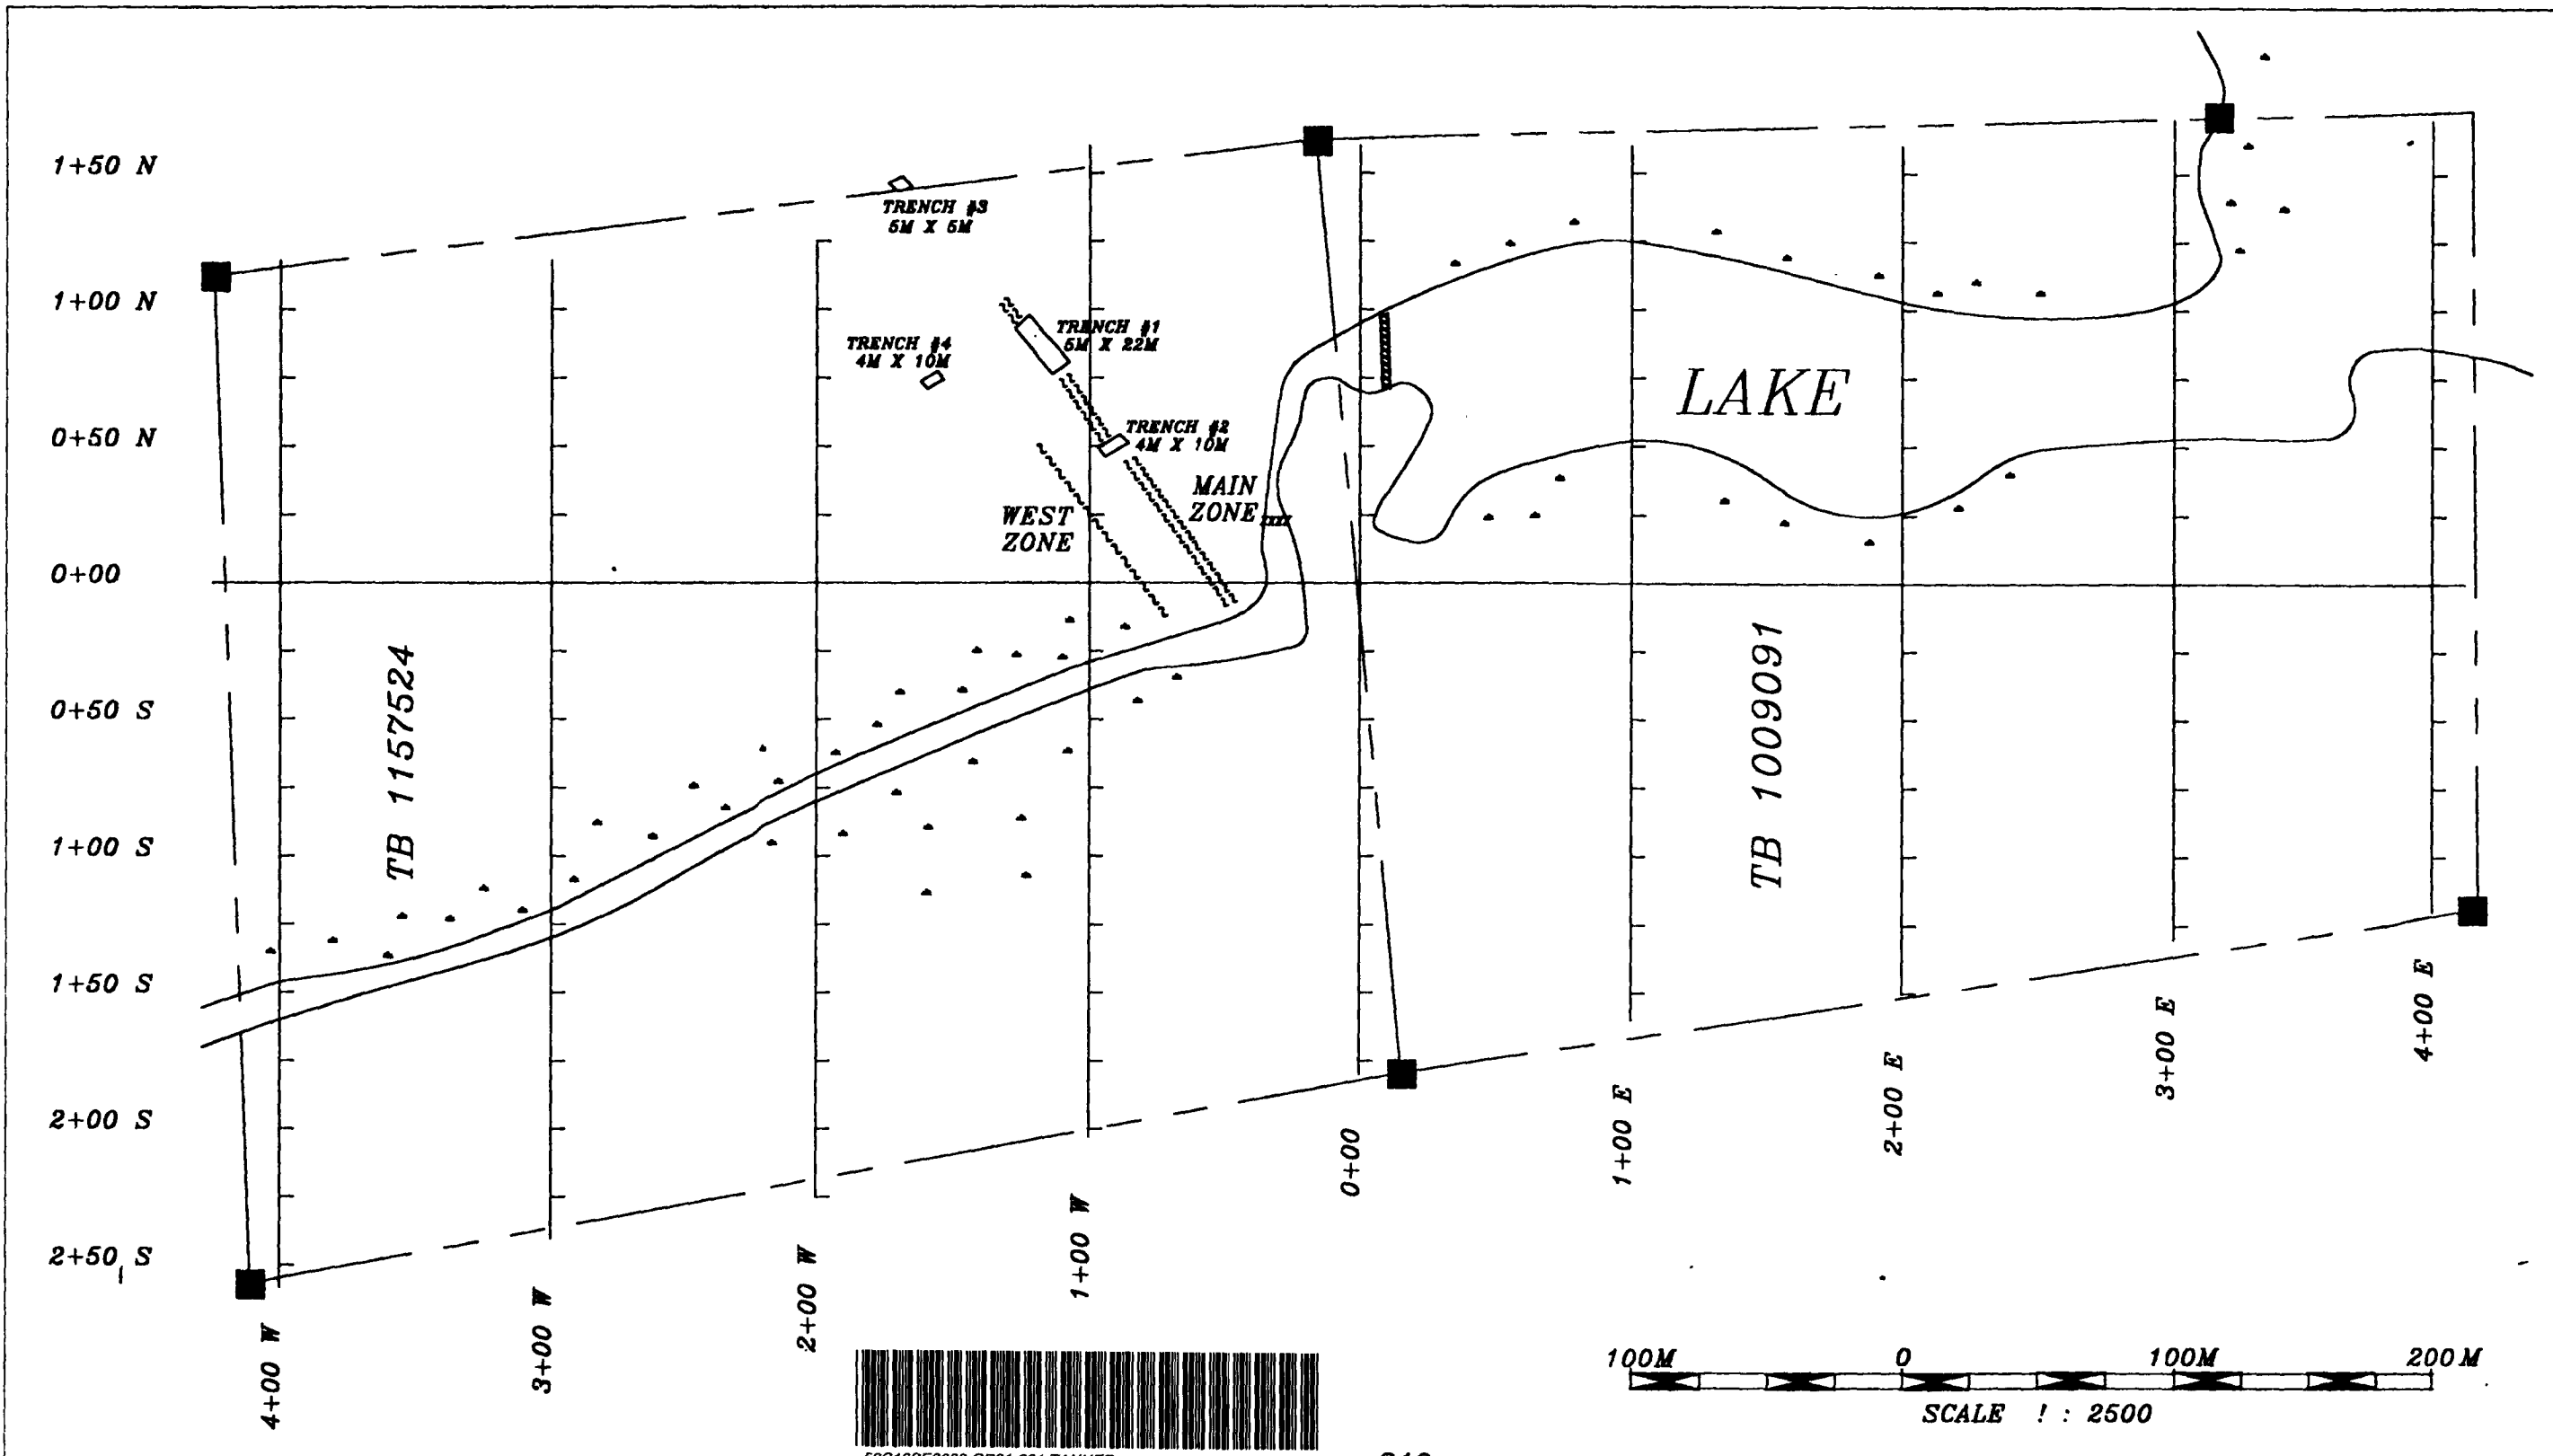 1+50 N
TRENCH #3
5M X 5M
1+00 N
TRENCH #1
5M X 22M
TRENCH #4
4M X 10M
LAKE
0+50 N
TRENCH #2
4M X 10M
MAIN
ZONE
WEST
ZONE
0+00
TB 1157524
TB 1009091
0+50 S
1+00 S
1+50 S
2+00 S
2+50 S
4+00 W
3+00 W
2+00 W
1+00 W
0+00
1+00 E
2+00 E
3+00 E
4+00 E
100M 0 100M 200M
SCALE ! : 2500